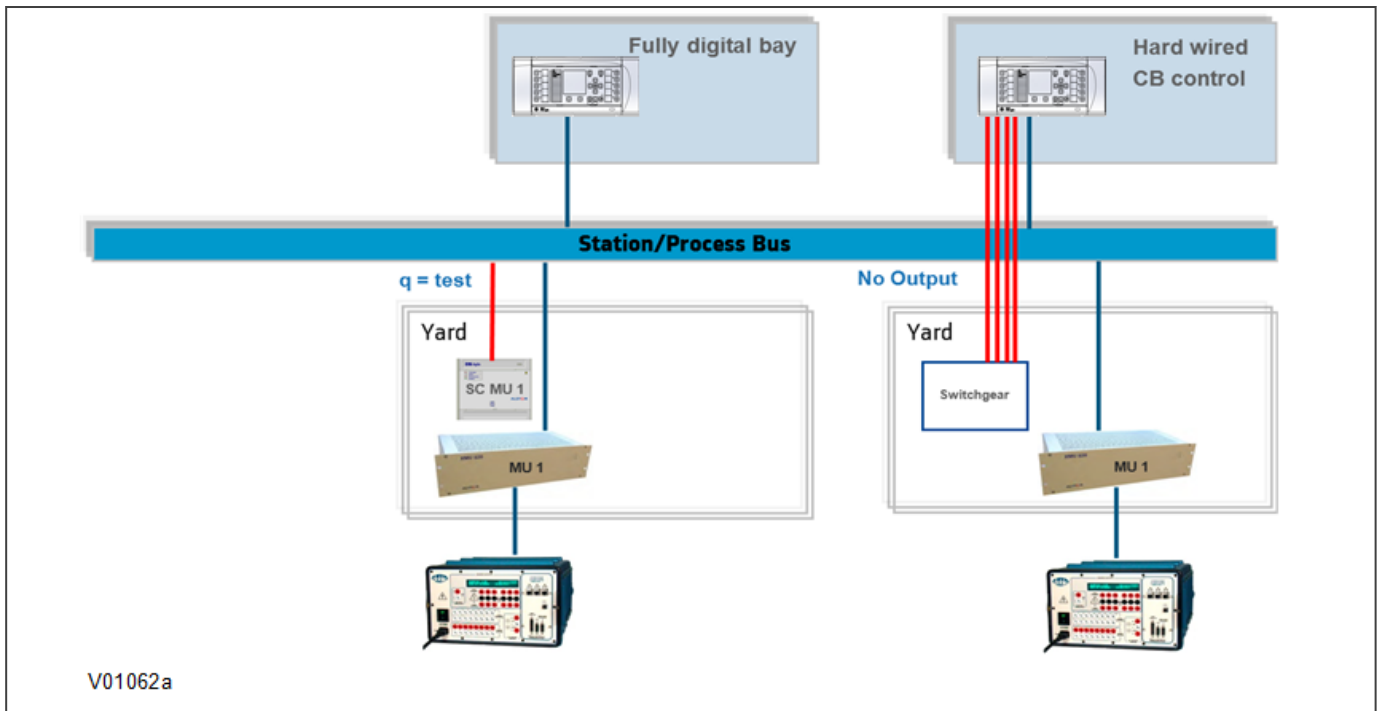 Fully digital bay
Hard wired
CB control
Station/Process Bus
q = test
No Output
Yard
Yard
SC MU 1
Switchgear
MU 1
MU 1
V01062a